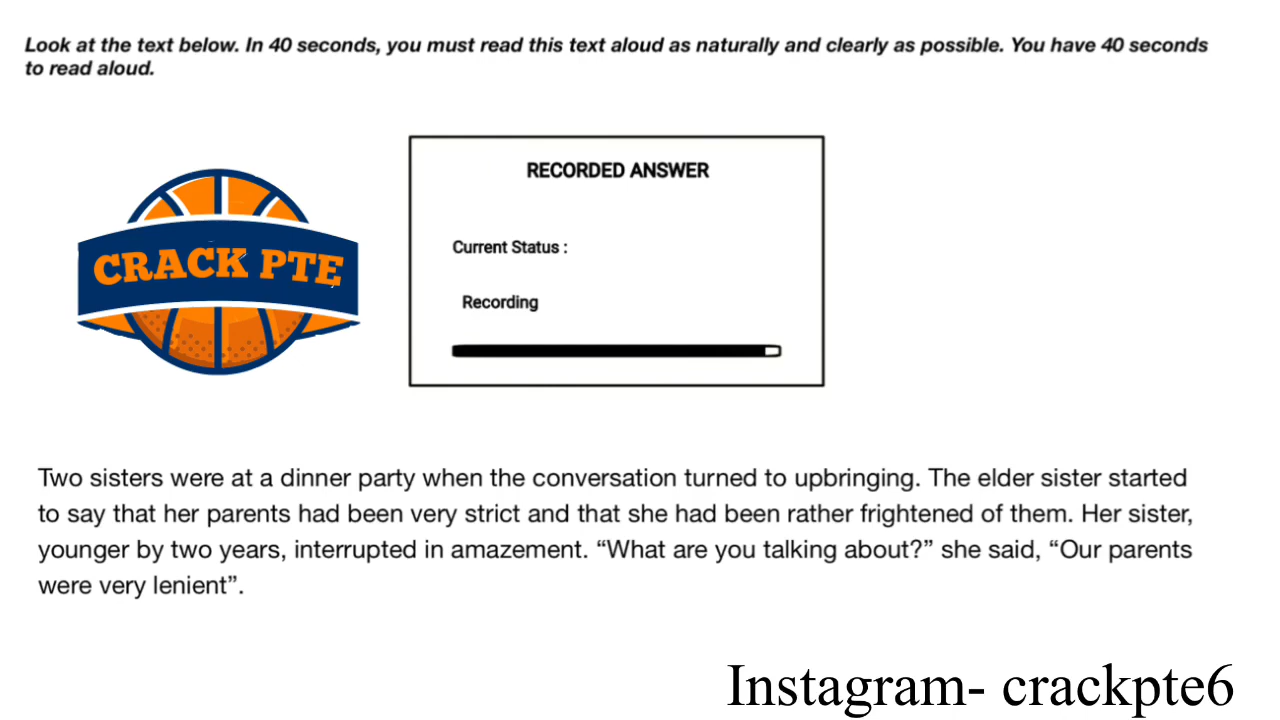 Look at the text below. In 40 seconds, you must read this text aloud as naturally and clearly as possible. You have 40 seconds
to read aloud.
CRACK PTE
RECORDED ANSWER
Current Status :
Recording
Two sisters were at a dinner party when the conversation turned to upbringing. The elder sister started
to say that her parents had been very strict and that she had been rather frightened of them. Her sister,
younger by two years, interrupted in amazement. “What are you talking about?” she said, “Our parents
were very lenient”.
Instagram- crackpte6